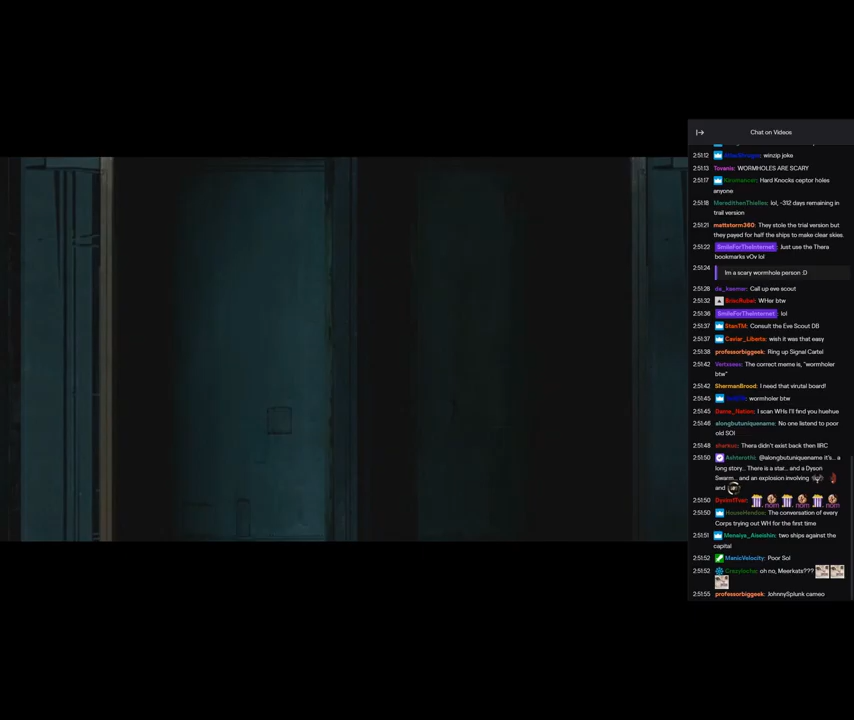 Chat on Videos
2:51:12 winzip joke
2:51:13 Tovanis: WORMHOLES ARE SCARY
2:51:17 Hard Knocks captor holes
anyone
2:51:18 MeredithenThielles: lol, -312 days remaining in
trail version
2:51:21 mattstorm360: They stole the trial version but
they payed for half the ships to make clear skies.
2:51:22 SmileForTheInternet: Just use the Thera
bookmarks vOv lol
2:51:24
Im a scary wormhole person :D
2:51:28 da_kaemar: Call up eve scout
2:51:32 BriocRubel: WHer btw
2:51:36 SmileForTheInternet: lol
2:51:37 StanTM: Consult the Eve Scout DB
2:51:37 Caviar_Liberta: wish it was that easy
2:51:38 professorbiggeek: Ring up Signal Cartel
2:51:42 The correct meme is, "wormholer
btw"
2:51:42 ShermanBrood: I need that virutal board!
2:51:45 wormholer btw
2:51:45 Dame_Nation: I scan WHs I'll find you huehue
2:51:46 alongbutuniquename: No one listend to poor
old SOl
2:51:48 Thera didn't exist back then IIRC
2:51:50 Ashterothi: @alongbutuniquename it's... a
long story... There is a star... and a Dyson
Swarm... and an explosion involving
and
2:51:50
2:51:50 HouseHendos: The conversation of every
Corps trying out WH for the first time
2:51:51 Mensiya_Aiseishin: two ships against the
capital
2:51:52 ManicVelocity: Poor Sol
2:51:52 oh no, Meerkats???
2:51:55 professorbiggeek: JohnnySplunk cameo